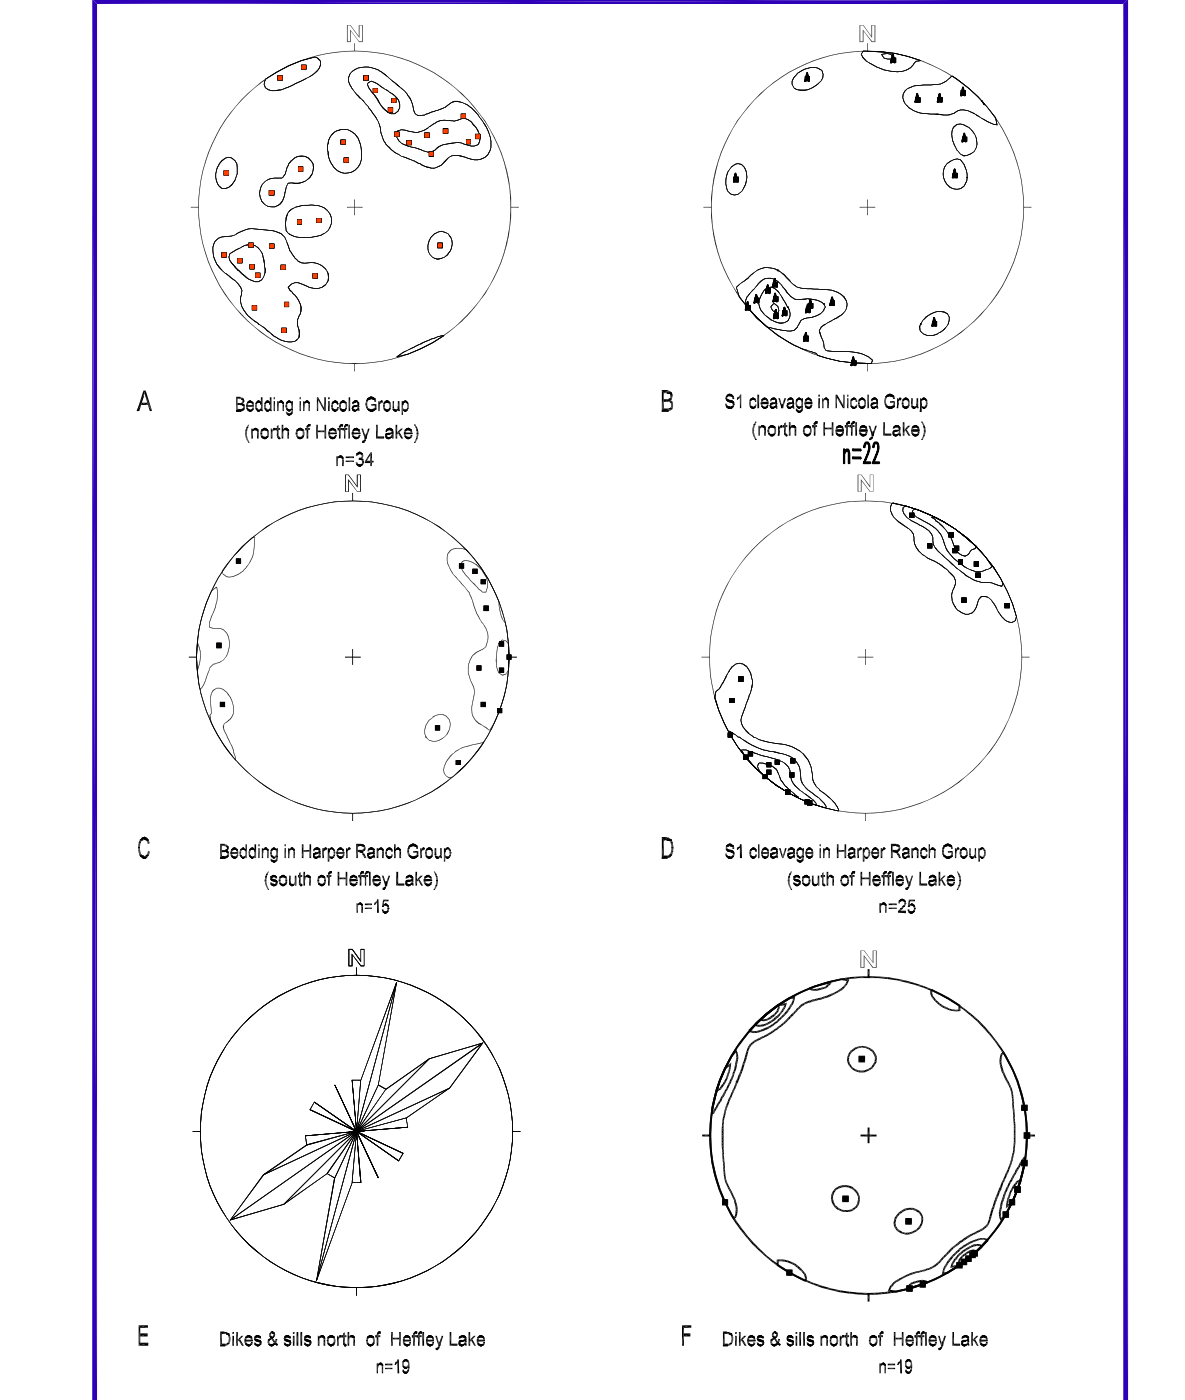 N
N
A
Bedding in Nicola Group
(north of Heffley Lake)
n=34
B
S1 cleavage in Nicola Group
(north of Heffley Lake)
n=22
N
N
C
Bedding in Harper Ranch Group
(south of Heffley Lake)
n=15
D
S1 cleavage in Harper Ranch Group
(south of Heffley Lake)
n=25
N
N
E
Dikes & sills north of Heffley Lake
n=19
F
Dikes & sills north of Heffley Lake
n=19